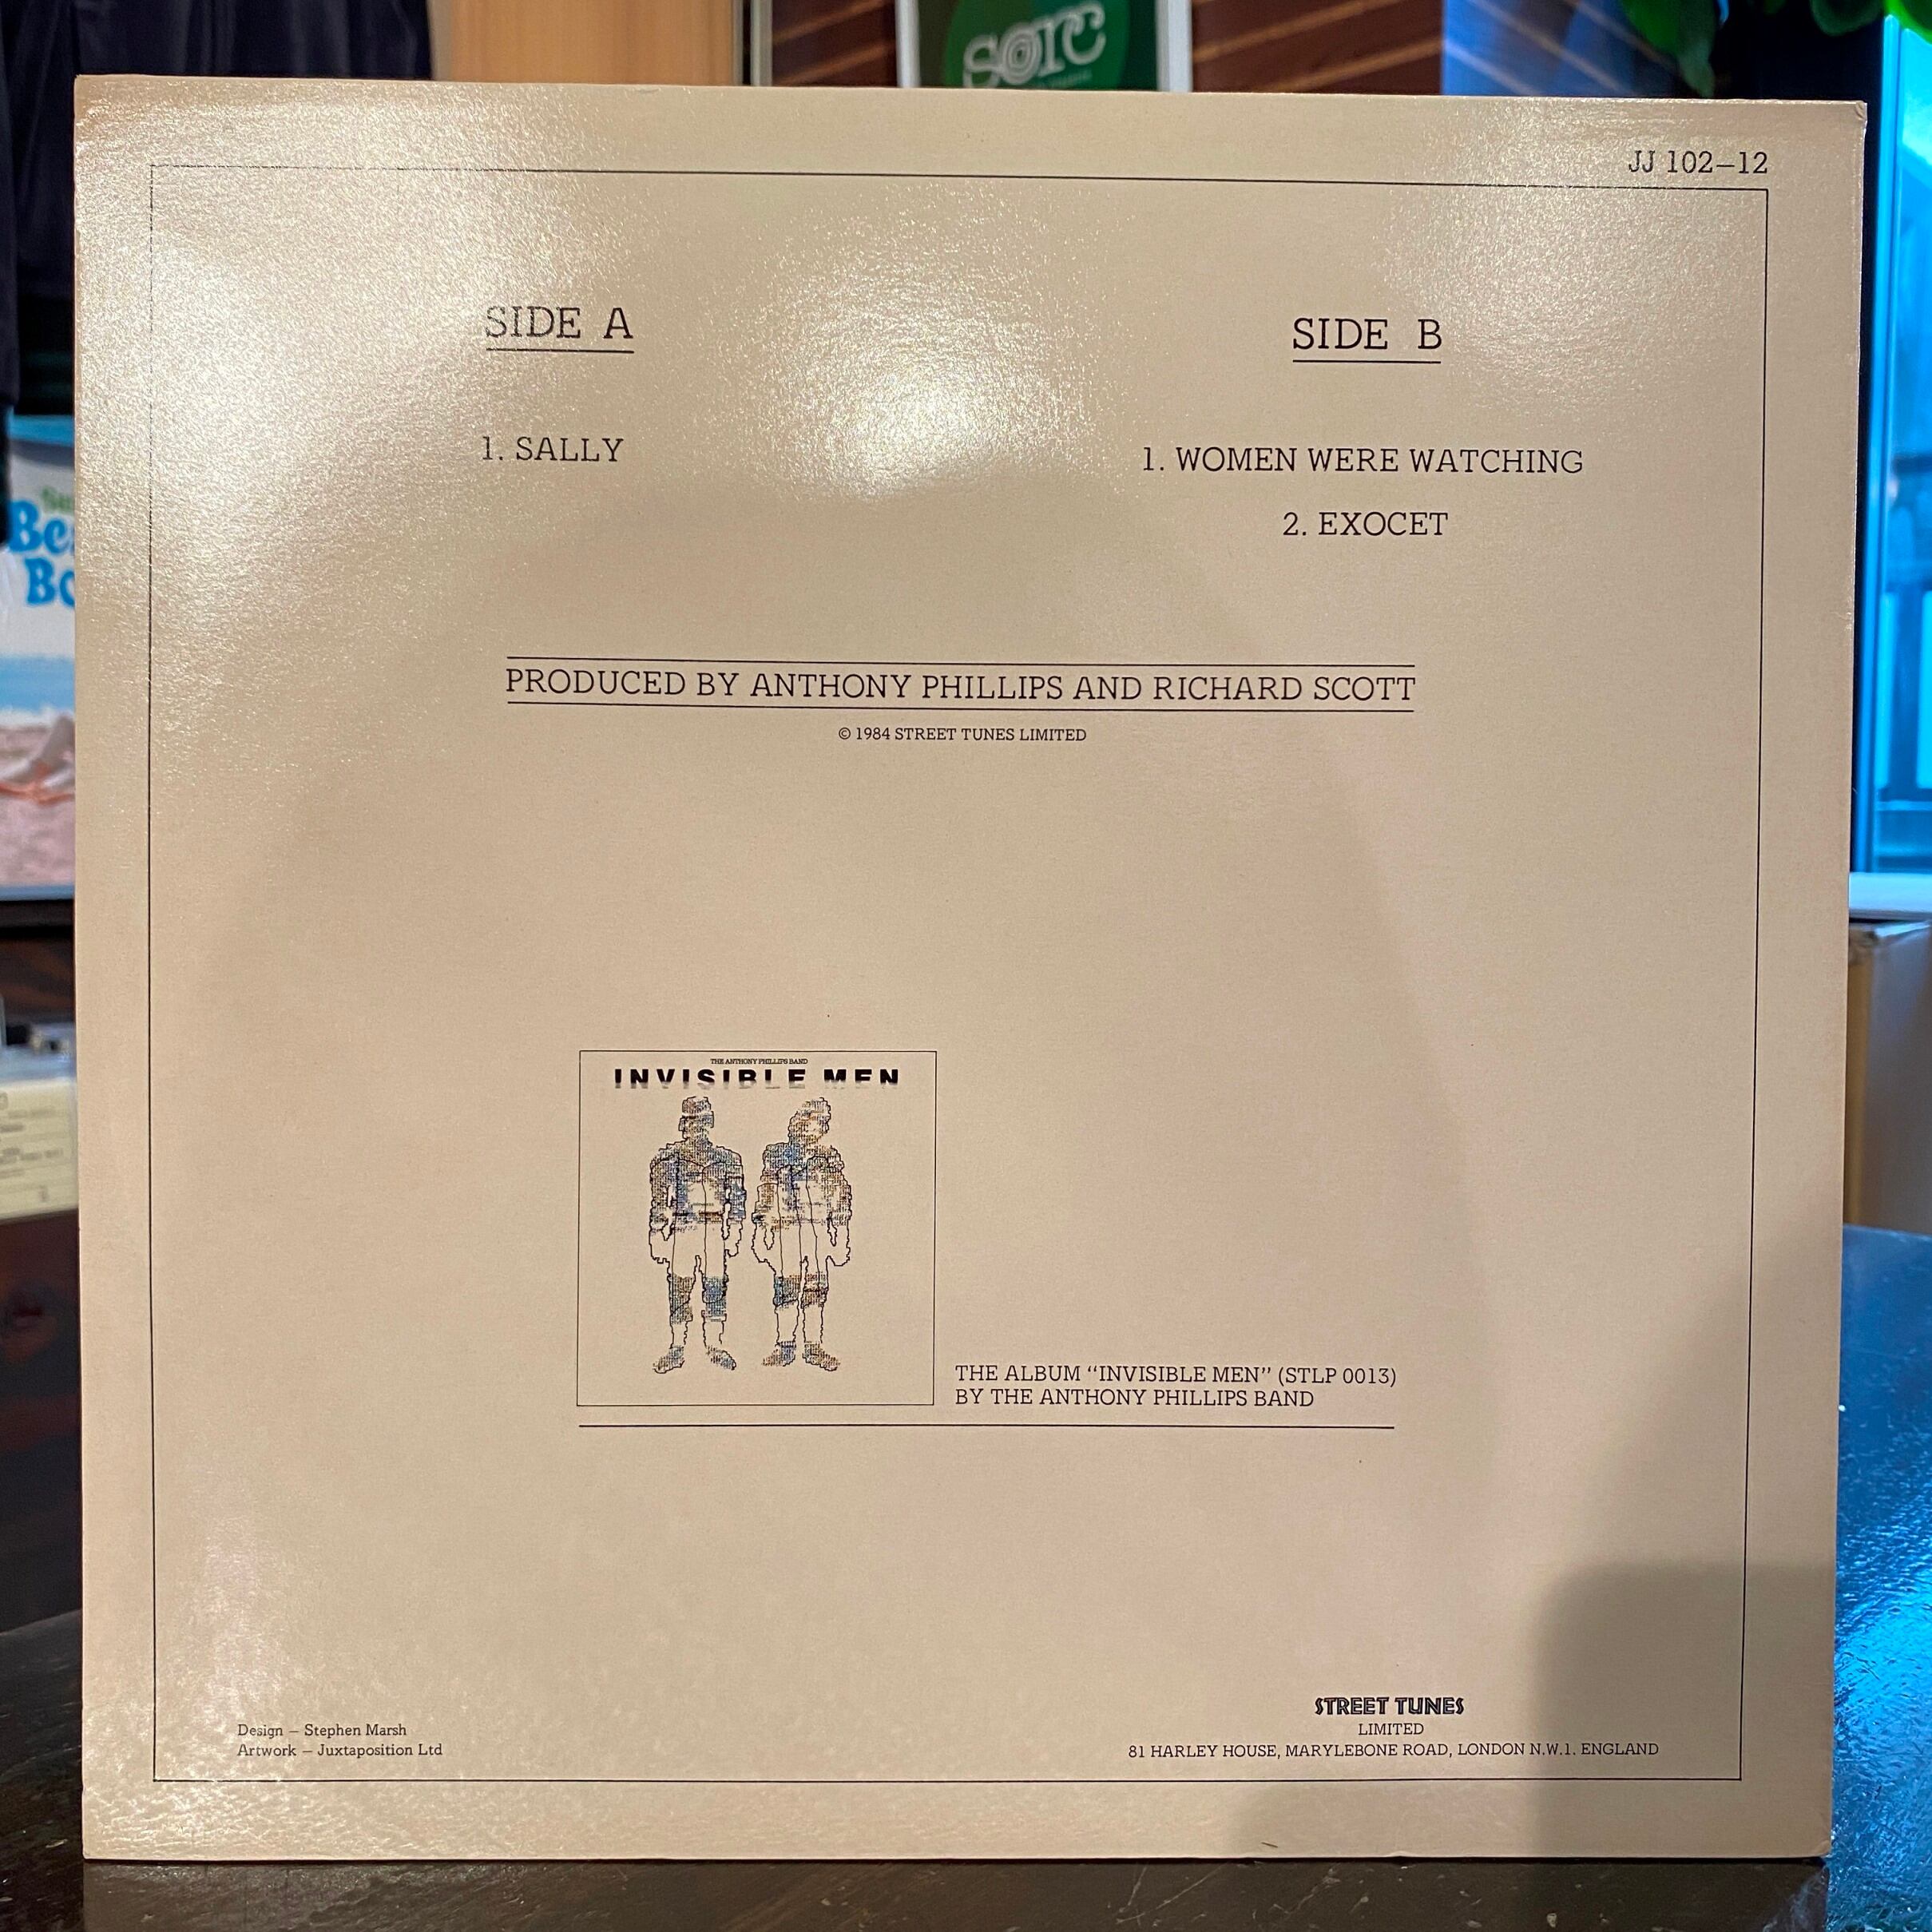 SORC
JJ 102–12
SIDE A
1. SALLY
SIDE B
1. WOMEN WERE WATCHING
2. EXOCET
PRODUCED BY ANTHONY PHILLIPS AND RICHARD SCOTT
© 1984 STREET TUNES LIMITED
THE ANTHONY PHILLIPS BAND
INVISIBLE MEN
THE ALBUM “INVISIBLE MEN” (STLP 0013)
BY THE ANTHONY PHILLIPS BAND
Design – Stephen Marsh
Artwork – Juxtaposition Ltd
STREET TUNES
LIMITED
81 HARLEY HOUSE, MARYLEBONE ROAD, LONDON N.W.1. ENGLAND